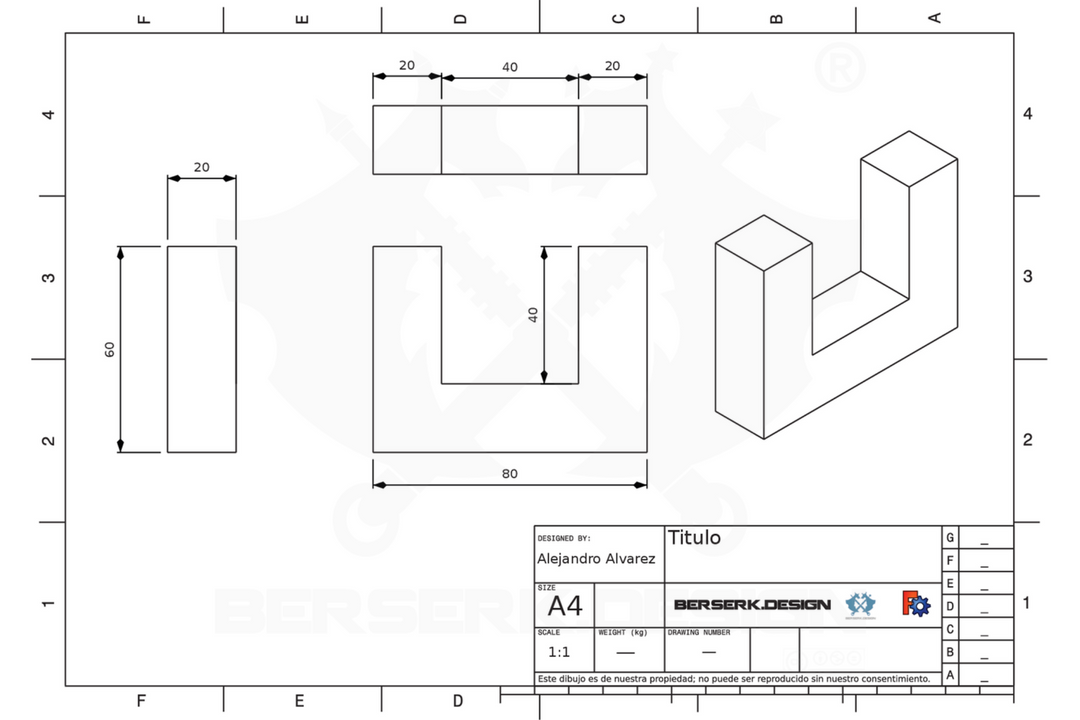 F E D C B A
®
20 40 20
4 4
20
3 40 3
60
2 2
80
DESIGNED BY:
Alejandro Alvarez
Titulo
G _
F _
E _
SIZE
A4
BERSERK.DESIGN
D _
1 BERSERK.DESIGN 1
SCALE
1:1
WEIGHT (kg)
—
DRAWING NUMBER
—
C _
B _
A _
Este dibujo es de nuestra propiedad; no puede ser reproducido sin nuestro consentimiento.
F E D